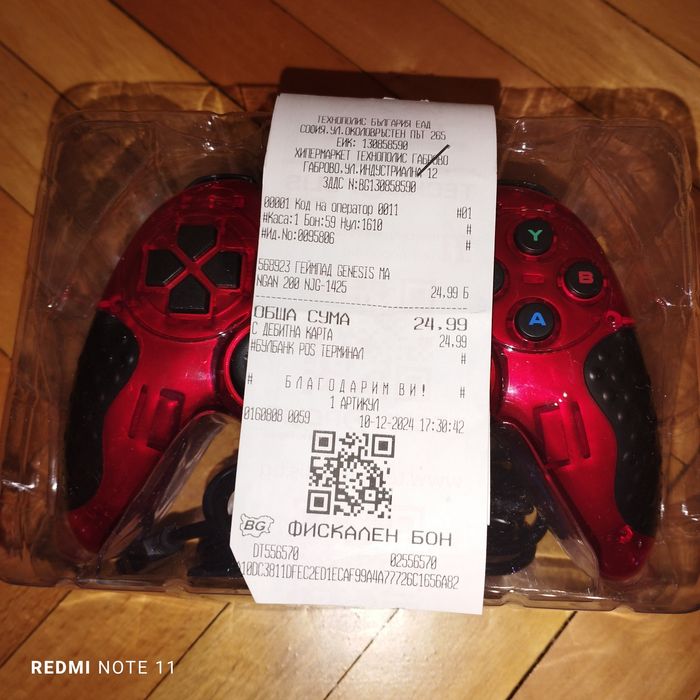 ТЕХНОПОЛИС БЪЛГАРИЯ ЕАД
СОФИЯ.УЛ.ОКОЛОВРЪСТЕН ПЪТ 265
ЕИК: 130858590
ХИПЕРМАРКЕТ ТЕХНОПОЛИС ГАБРОВО
ГАБРОВО.УЛ.ИНДУСТРИАЛНА 12
ЗДДС N:BG130858590
00001 Код на оператор 0011 #01
#Каса:1 Бон:59 Нул:1610 #
#Ид.No:0095806 #
568923 ГЕЙМПАД GENESIS MA
NGAN 200 NJG-1425 24.99 Б
ОБЩА СУМА 24.99
С ДЕБИТНА КАРТА 24.99
#БУЛБАНК POS ТЕРМИНАЛ #
# БЛАГОДАРИМ ВИ! #
1 АРТИКУЛ
0160808 0059 10-12-2024 17:30:42
BG ФИСКАЛЕН БОН
DT556570 02556570
A10DC3811DFEC2ED1ECAF99A4A77726C1656A82
Y
B
A
REDMI NOTE 11